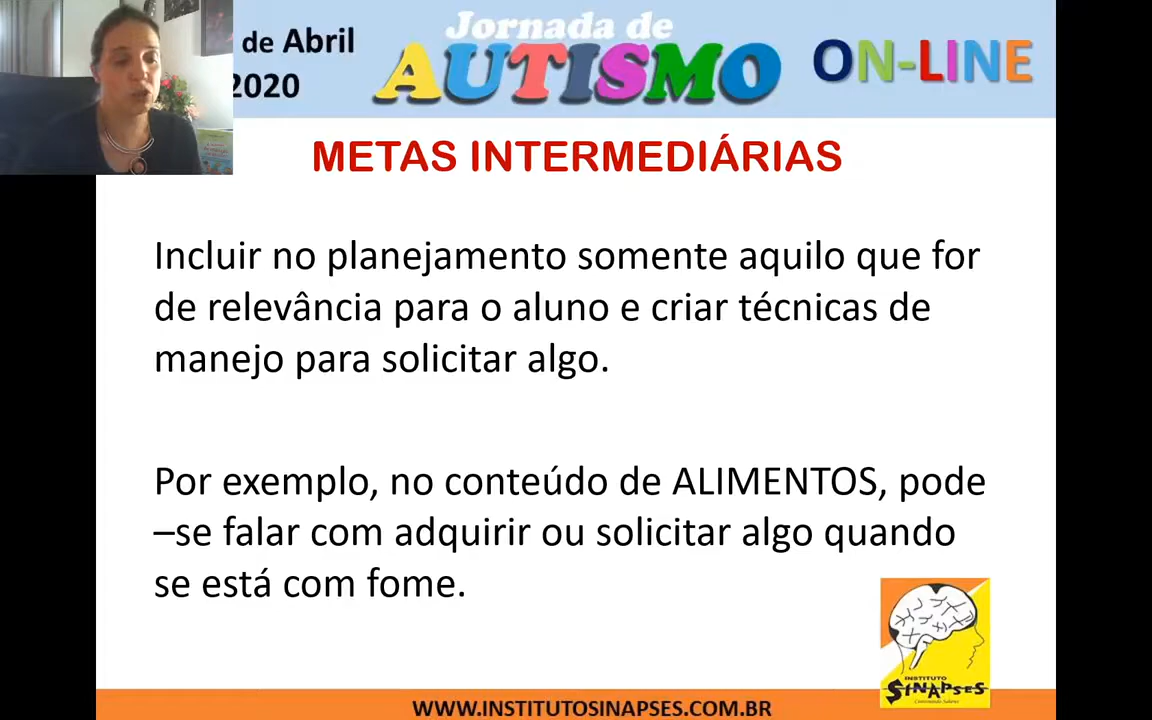 de Abril
2020
Jornada de
AUTISMO
ON-LINE
METAS INTERMEDIÁRIAS
Incluir no planejamento somente aquilo que for
de relevância para o aluno e criar técnicas de
manejo para solicitar algo.
Por exemplo, no conteúdo de ALIMENTOS, pode
–se falar com adquirir ou solicitar algo quando
se está com fome.
INSTITUTO
SINAPSES
WWW.INSTITUTOSINAPSES.COM.BR